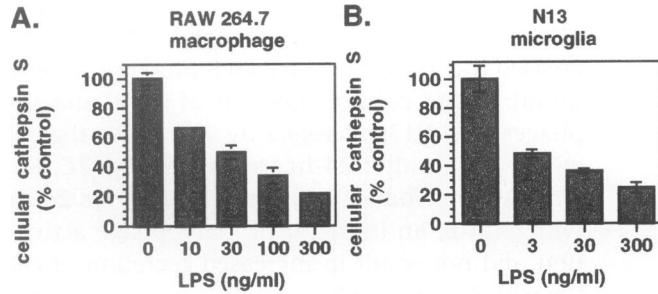 A.
RAW 264.7
macrophage
cellular cathepsin S
(% control)
100
80
60
40
20
0
0 10 30 100 300
LPS (ng/ml)
B.
N13
microglia
cellular cathepsin S
(% control)
100
80
60
40
20
0 3 30 300
LPS (ng/ml)